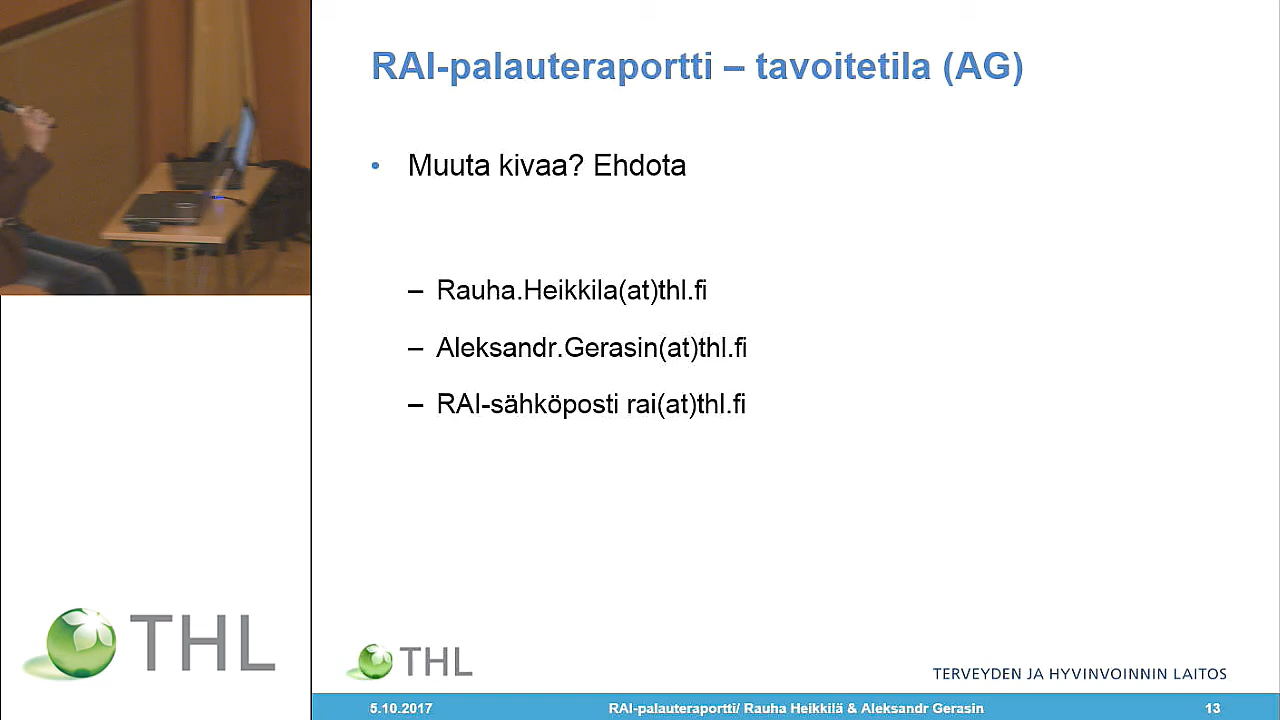 RAI-palauteraportti – tavoitetila (AG)
• Muuta kivaa? Ehdota
– Rauha.Heikkila(at)thl.fi
– Aleksandr.Gerasin(at)thl.fi
– RAI-sähköposti rai(at)thl.fi
THL
THL
TERVEYDEN JA HYVINVOINNIN LAITOS
5.10.2017
RAI-palauteraportti/ Rauha Heikkilä & Aleksandr Gerasin
13